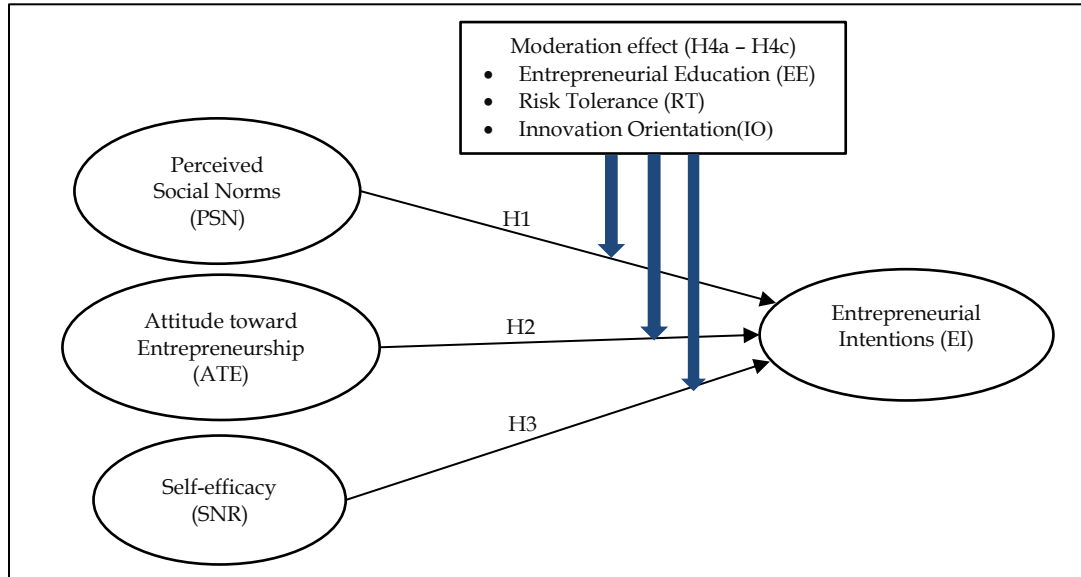 Moderation effect (H4a – H4c)
• Entrepreneurial Education (EE)
• Risk Tolerance (RT)
• Innovation Orientation(IO)
Perceived
Social Norms
(PSN)
H1
Attitude toward
Entrepreneurship
(ATE)
H2
Entrepreneurial
Intentions (EI)
H3
Self-efficacy
(SNR)